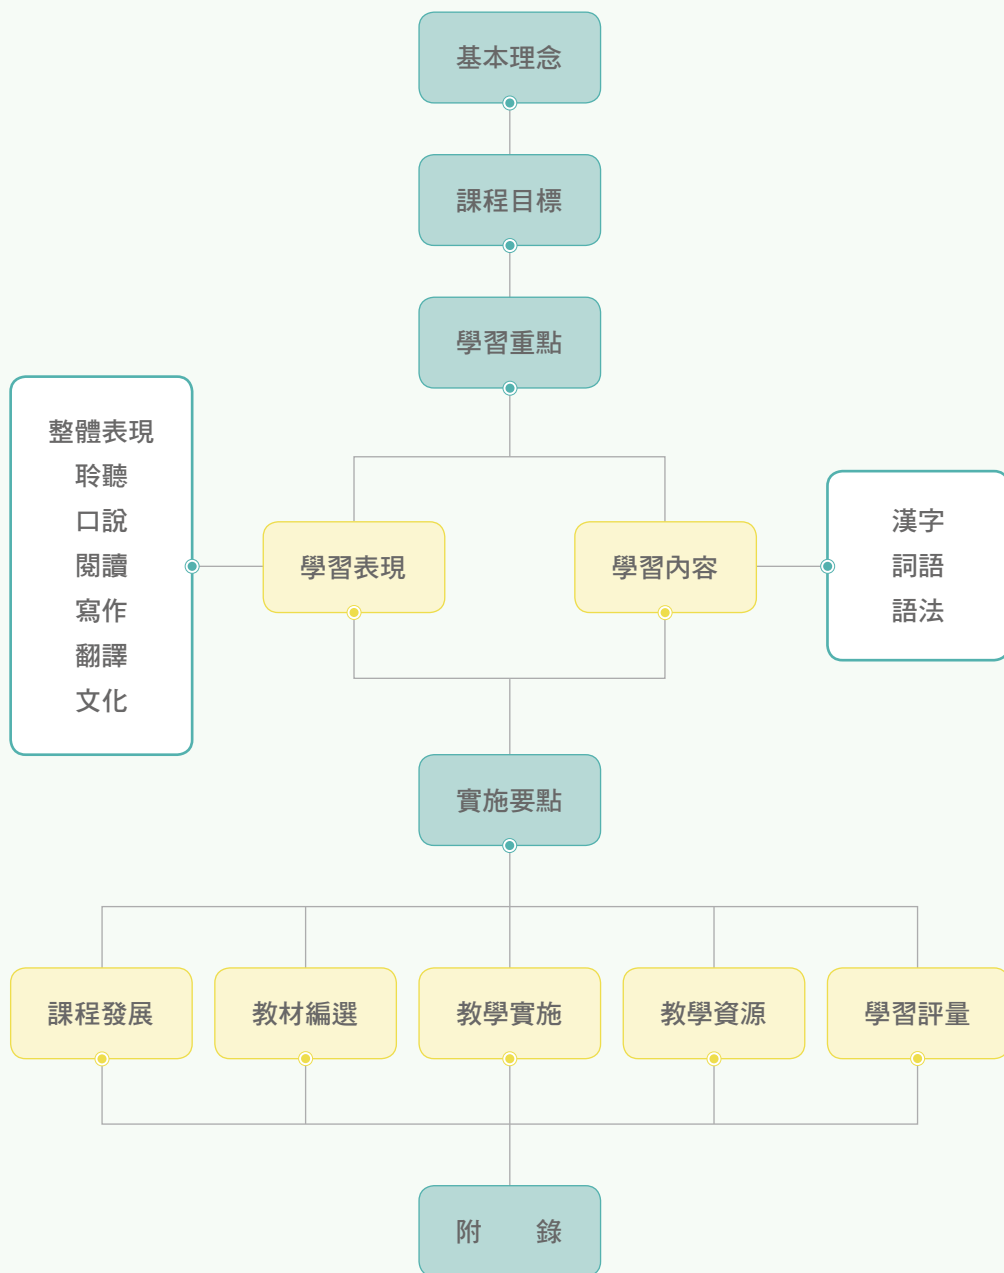 基本理念
課程目標
學習重點
整體表現
聆聽
口說
閱讀
寫作
翻譯
文化
學習表現
學習內容
漢字
詞語
語法
實施要點
課程發展
教材編選
教學實施
教學資源
學習評量
附　　錄